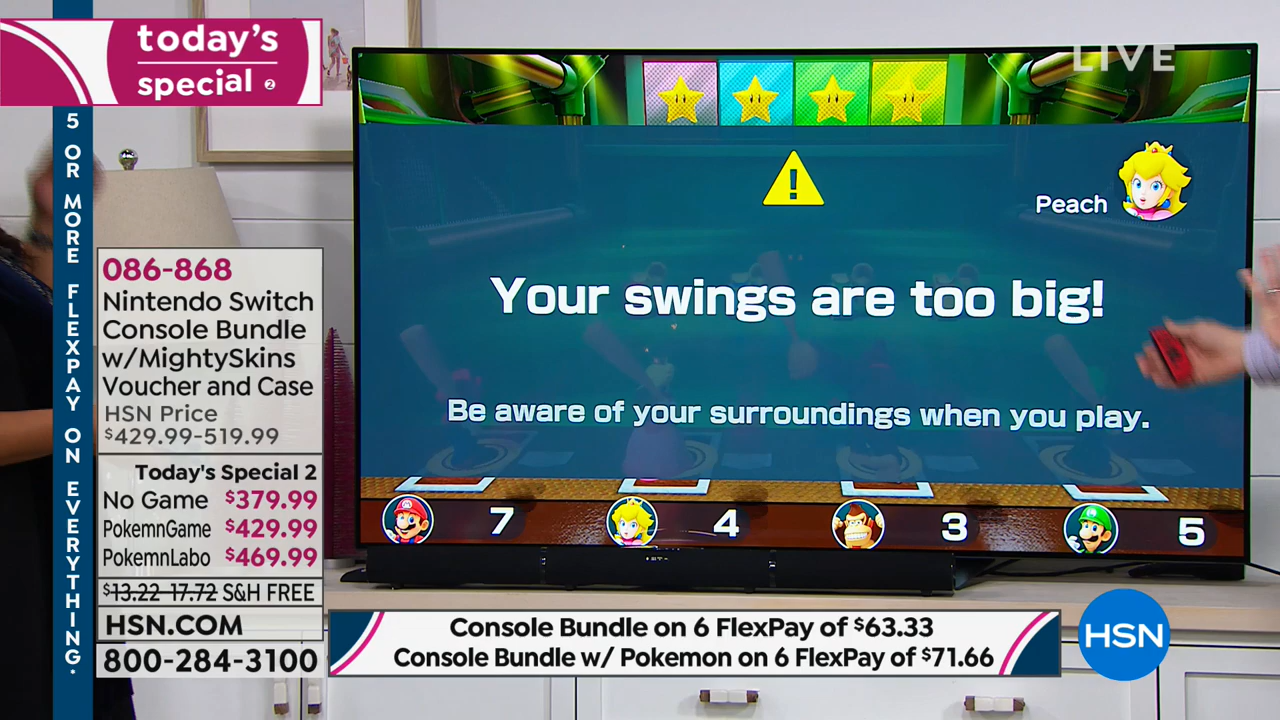 today's
special 2
5 OR MORE FLEXPAY ON EVERYTHING.
086-868
Nintendo Switch
Console Bundle
w/MightySkins
Voucher and Case
HSN Price
$429.99-519.99
Today's Special 2
No Game $379.99
PokemnGame $429.99
PokemnLabo $469.99
$13.22-17.72 S&H FREE
HSN.COM
800-284-3100
LIVE
!
Peach
Your swings are too big!
Be aware of your surroundings when you play.
7 4 3 5
Console Bundle on 6 FlexPay of $63.33
Console Bundle w/ Pokemon on 6 FlexPay of $71.66
HSN